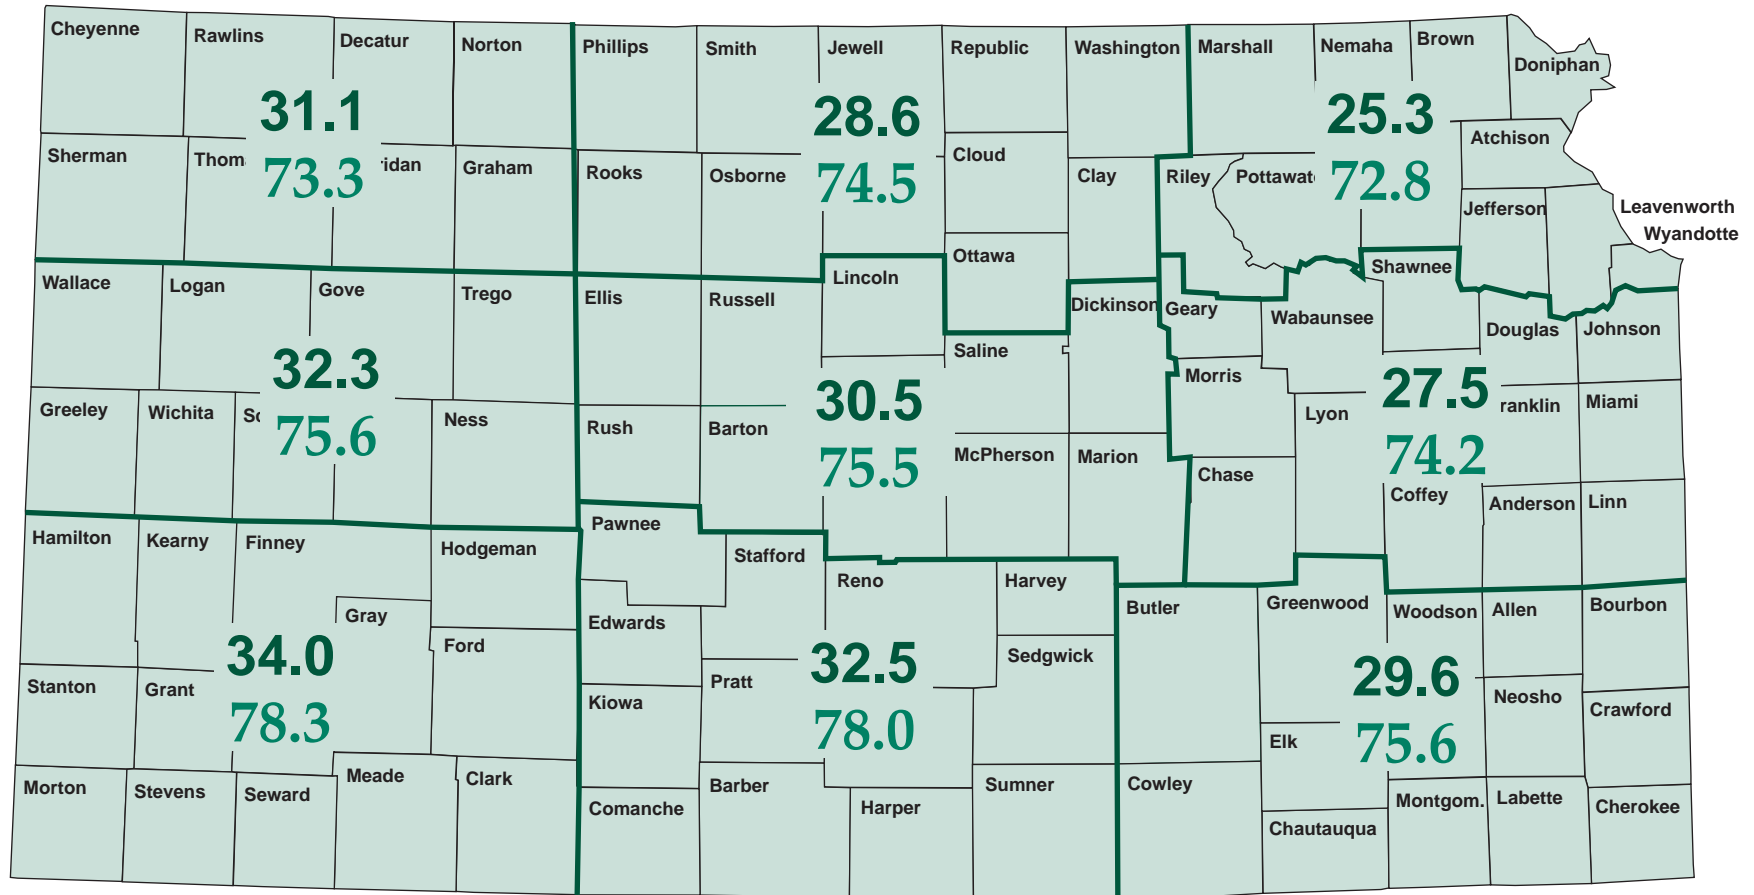 Cheyenne
Rawlins
Decatur
Norton
Phillips
Smith
Jewell
Republic
Washington
Marshall
Nemaha
Brown
Doniphan
31.1
73.3
28.6
74.5
25.3
72.8
Sherman
Thom
ridan
Graham
Rooks
Osborne
Cloud
Clay
Riley
Pottawat
Atchison
Jefferson
Leavenworth
Wyandotte
Wallace
Logan
Gove
Trego
Ellis
Russell
Lincoln
Ottawa
Dickinson
Geary
Wabaunsee
Shawnee
Douglas
Johnson
32.3
75.6
30.5
75.5
27.5
74.2
Saline
Morris
Greeley
Wichita
Sc
Ness
Rush
Barton
McPherson
Marion
Chase
Lyon
ranklin
Miami
Coffey
Anderson
Linn
Hamilton
Kearny
Finney
Hodgeman
Pawnee
Stafford
Reno
Harvey
Butler
Greenwood
Woodson
Allen
Bourbon
Gray
Ford
Edwards
Sedgwick
34.0
78.3
32.5
78.0
29.6
75.6
Stanton
Grant
Kiowa
Pratt
Elk
Neosho
Crawford
Morton
Stevens
Seward
Meade
Clark
Comanche
Barber
Harper
Sumner
Cowley
Chautauqua
Montgom.
Labette
Cherokee